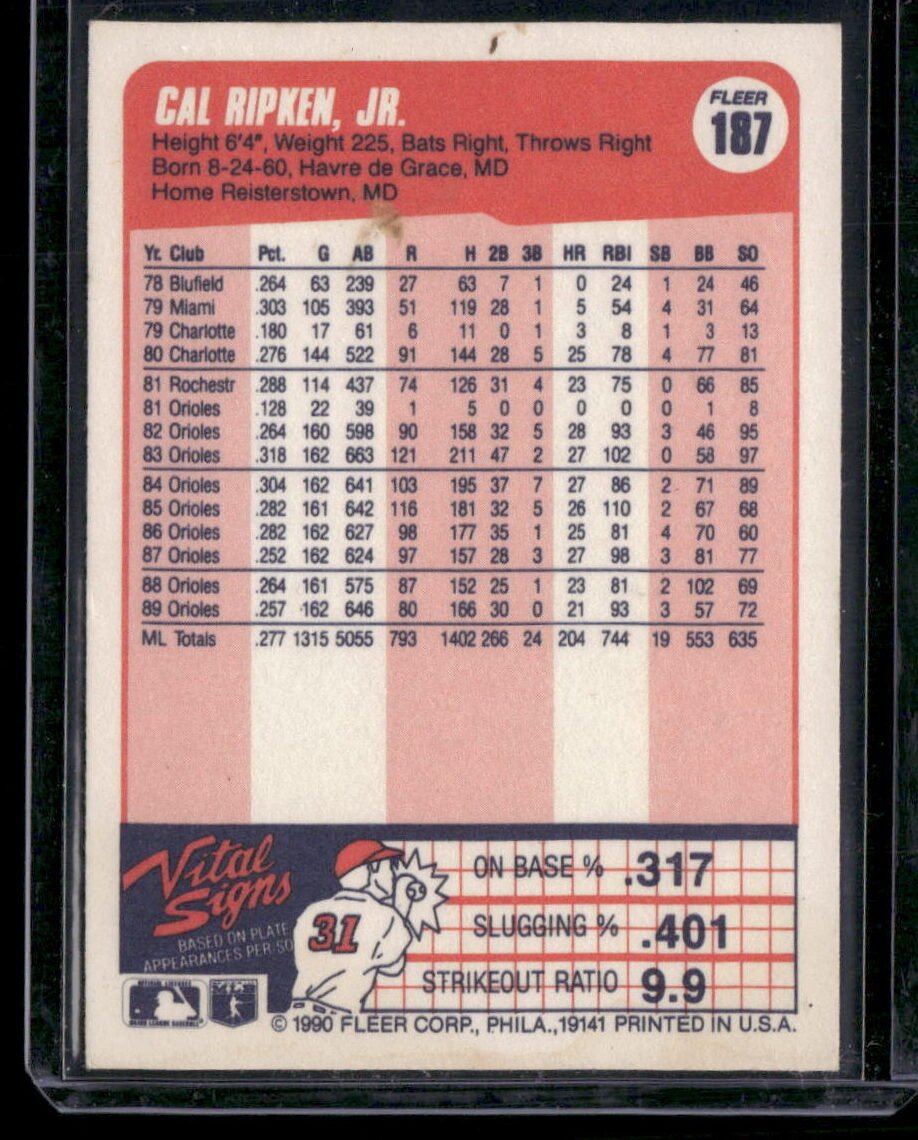 CAL RIPKEN, JR.
FLEER
187
Height 6'4", Weight 225, Bats Right, Throws Right
Born 8-24-60, Havre de Grace, MD
Home Reisterstown, MD
Yr. Club Pct. G AB R H 2B 3B HR RBI SB BB SO
78 Blufield .264 63 239 27 63 7 1 0 24 1 24 46
79 Miami .303 105 393 51 119 28 1 5 54 4 31 64
79 Charlotte .180 17 61 6 11 0 1 3 8 1 3 13
80 Charlotte .276 144 522 91 144 28 5 25 78 4 77 81
81 Rochestr .288 114 437 74 126 31 4 23 75 0 66 85
81 Orioles .128 22 39 1 5 0 0 0 0 0 1 8
82 Orioles .264 160 598 90 158 32 5 28 93 3 46 95
83 Orioles .318 162 663 121 211 47 2 27 102 0 58 97
84 Orioles .304 162 641 103 195 37 7 27 86 2 71 89
85 Orioles .282 161 642 116 181 32 5 26 110 2 67 68
86 Orioles .282 162 627 98 177 35 1 25 81 4 70 60
87 Orioles .252 162 624 97 157 28 3 27 98 3 81 77
88 Orioles .264 161 575 87 152 25 1 23 81 2 102 69
89 Orioles .257 162 646 80 166 30 0 21 93 3 57 72
ML Totals .277 1315 5055 793 1402 266 24 204 744 19 553 635
Vital
Signs
BASED ON PLATE
APPEARANCES PER SO
31
ON BASE % .317
SLUGGING % .401
STRIKEOUT RATIO 9.9
© 1990 FLEER CORP., PHILA.,19141 PRINTED IN U.S.A.